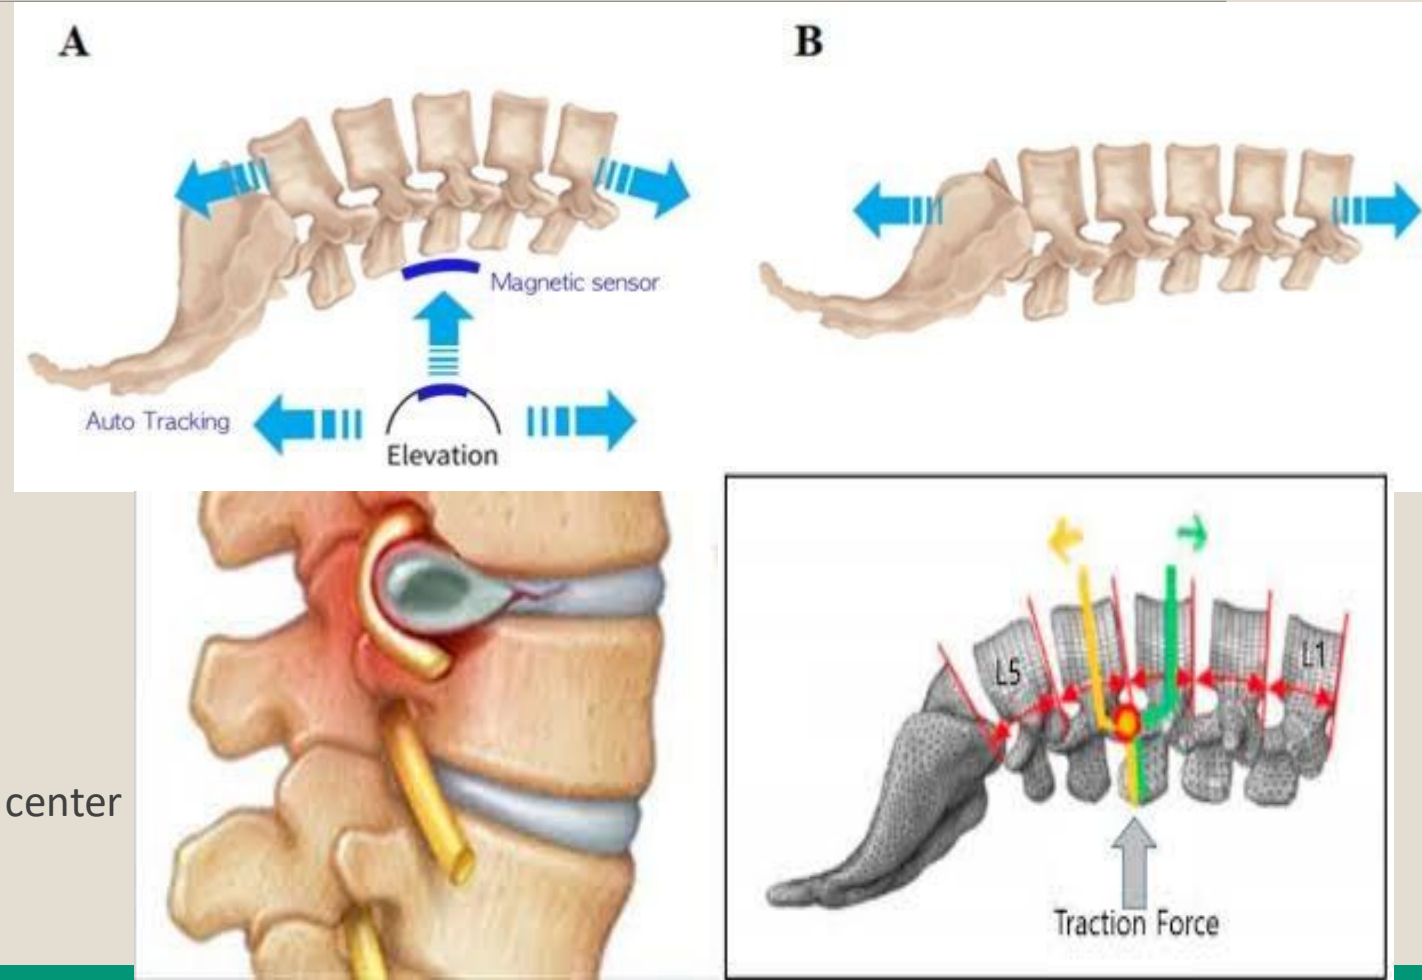 A
B
Magnetic sensor
Auto Tracking
Elevation
L5
L1
center
Traction Force